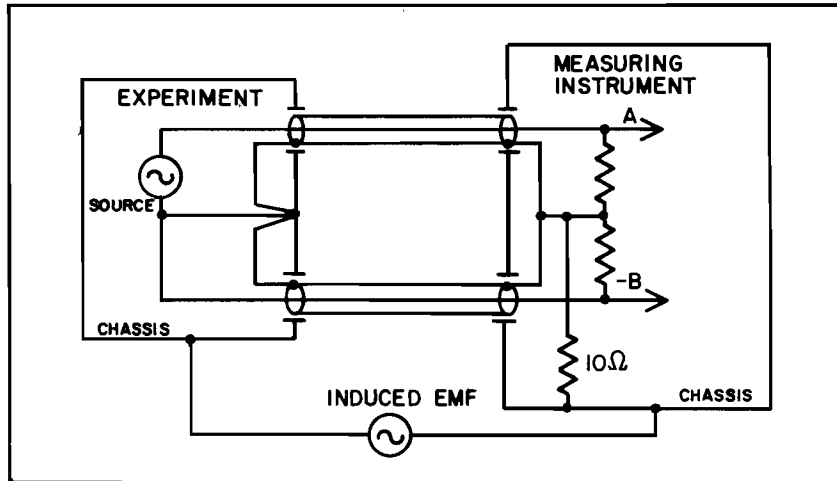 EXPERIMENT
MEASURING
INSTRUMENT
A
SOURCE
-B
CHASSIS
10Ω
CHASSIS
INDUCED EMF